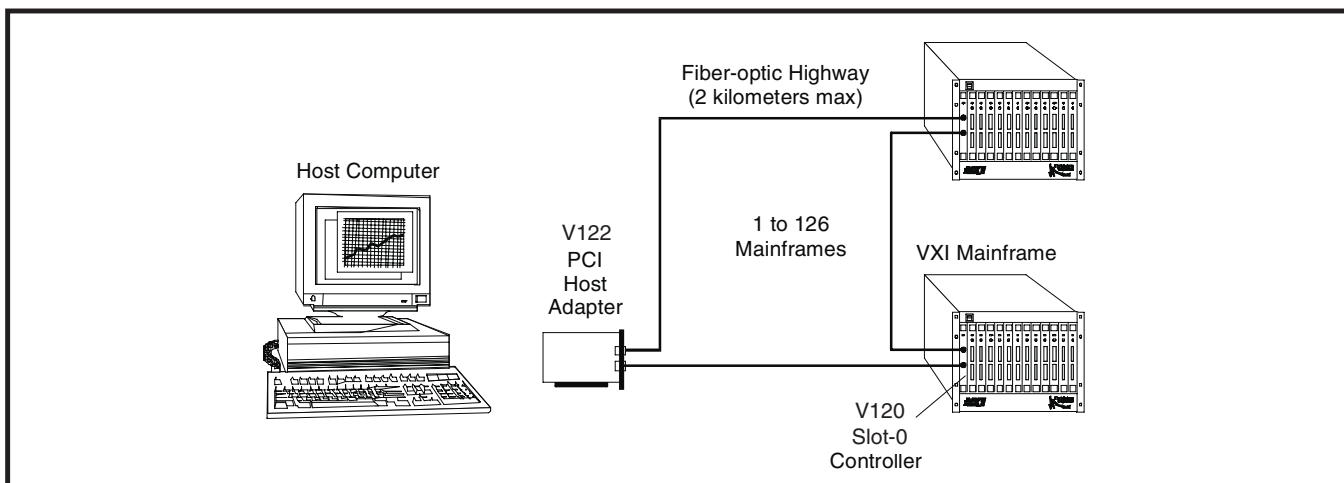 Fiber-optic Highway
(2 kilometers max)
Host Computer
V122
PCI
Host
Adapter
1 to 126
Mainframes
VXI Mainframe
V120
Slot-0
Controller